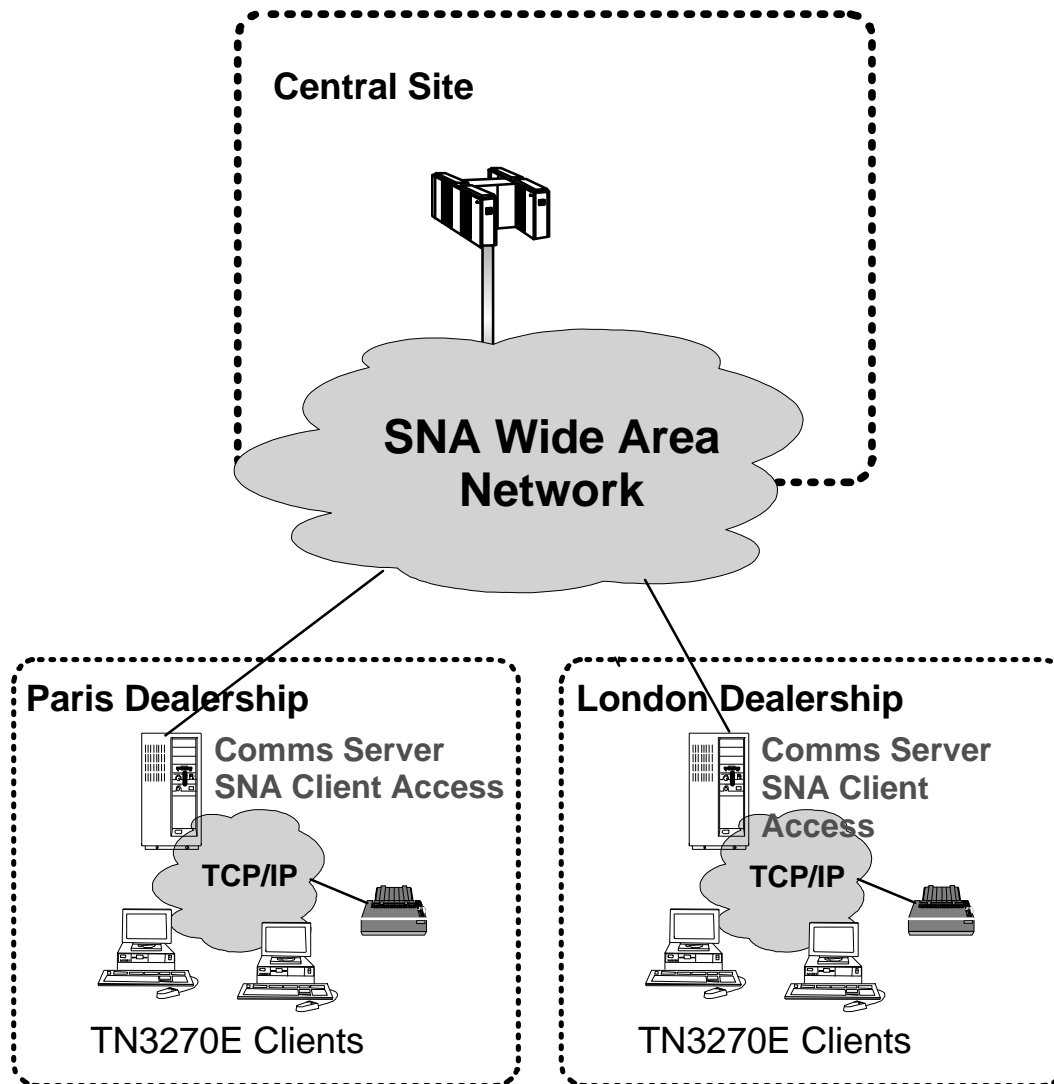 Central Site
SNA Wide Area
Network
Paris Dealership
Comms Server
SNA Client Access
TCP/IP
TN3270E Clients
London Dealership
Comms Server
SNA Client
Access
TCP/IP
TN3270E Clients